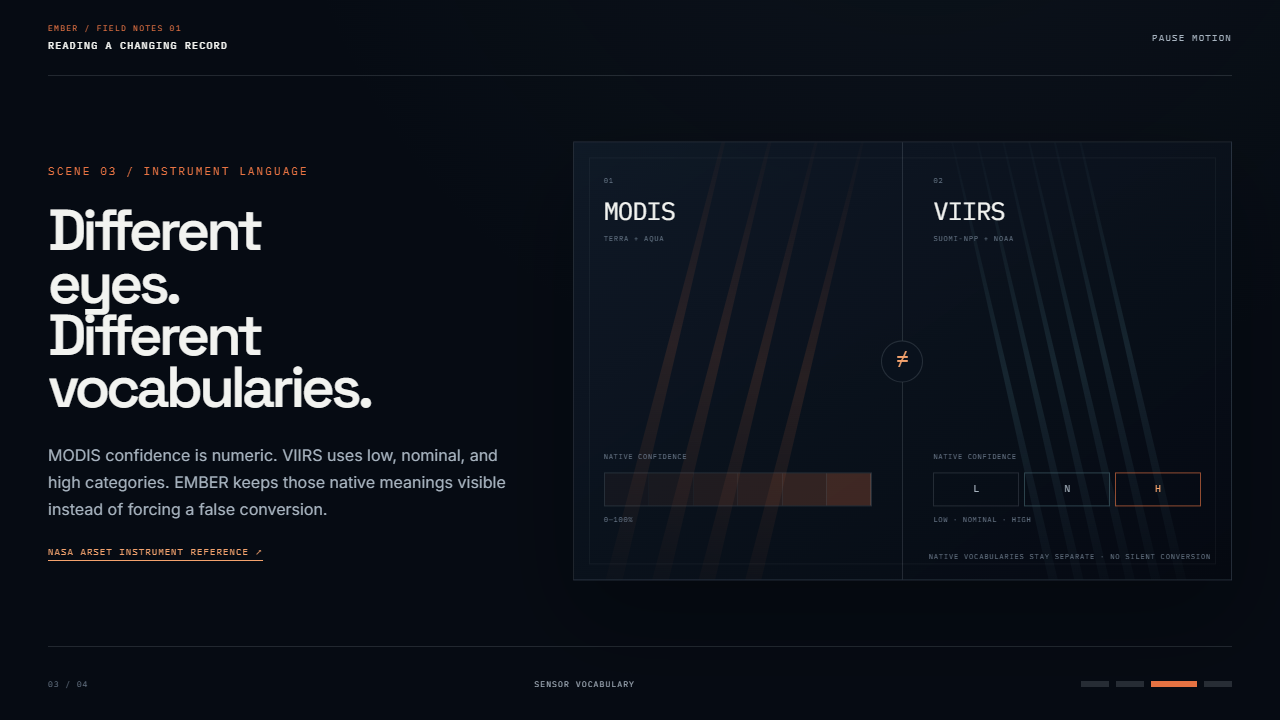 EMBER / FIELD NOTES 01
READING A CHANGING RECORD
PAUSE MOTION
SCENE 03 / INSTRUMENT LANGUAGE
Different
eyes.
Different
vocabularies.
MODIS confidence is numeric. VIIRS uses low, nominal, and
high categories. EMBER keeps those native meanings visible
instead of forcing a false conversion.
NASA ARSET INSTRUMENT REFERENCE ↗
01
MODIS
TERRA + AQUA
NATIVE CONFIDENCE
0–100%
≠
02
VIIRS
SUOMI-NPP + NOAA
NATIVE CONFIDENCE
L N H
LOW · NOMINAL · HIGH
NATIVE VOCABULARIES STAY SEPARATE · NO SILENT CONVERSION
03 / 04
SENSOR VOCABULARY